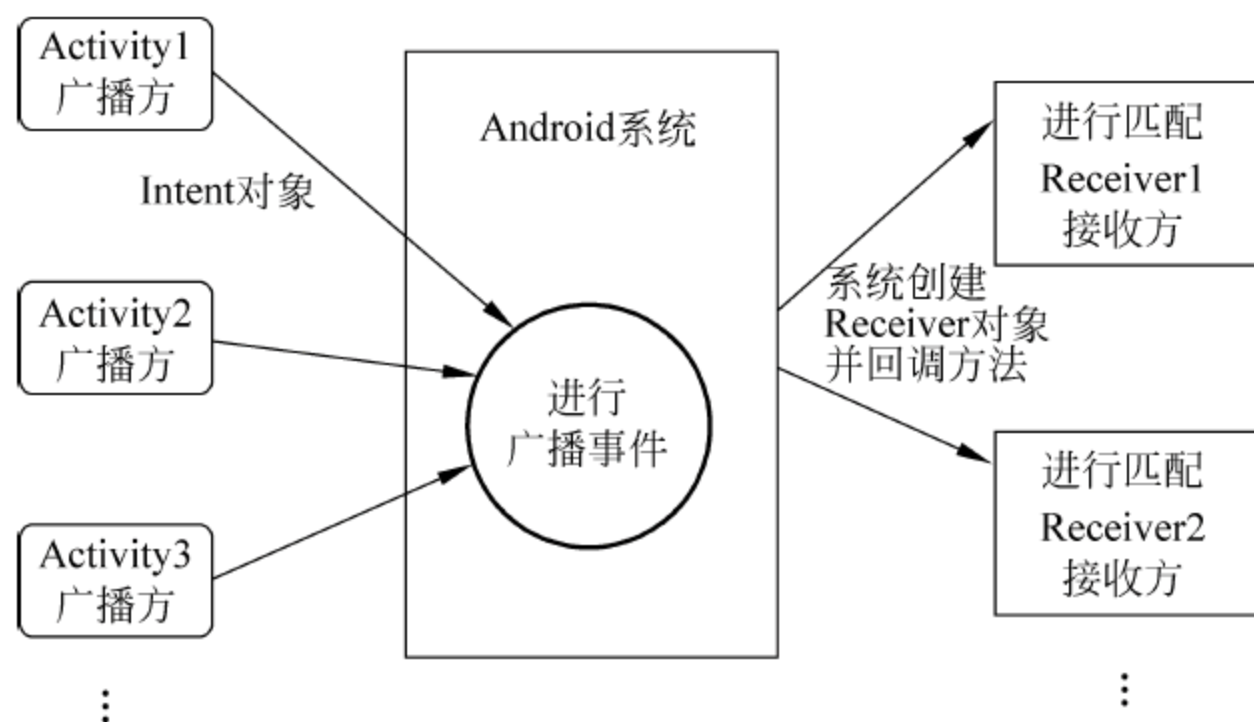 Activity1
广播方
Intent对象
Activity2
广播方
Activity3
广播方
⋮
Android系统
进行
广播事件
系统创建
Receiver对象
并回调方法
进行匹配
Receiver1
接收方
进行匹配
Receiver2
接收方
⋮